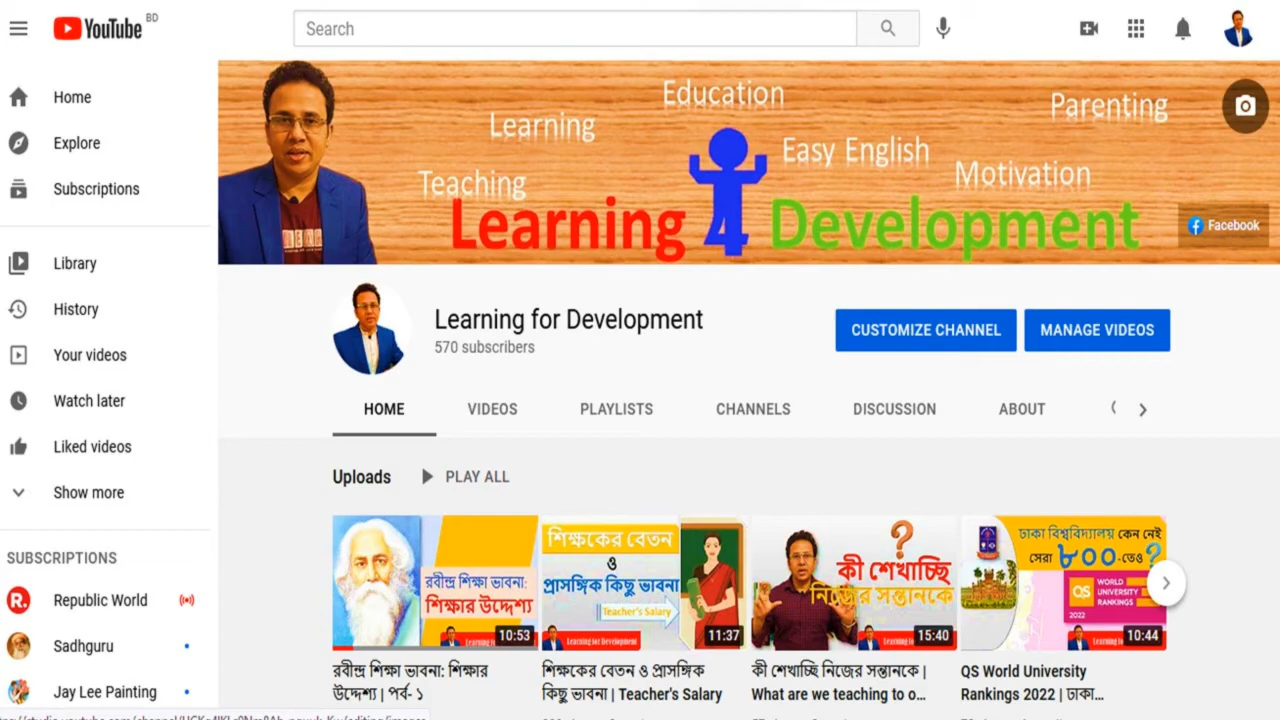 YouTube BD
Search
Home
Explore
Subscriptions
Library
History
Your videos
Watch later
Liked videos
Show more
SUBSCRIPTIONS
Republic World
Sadhguru
Jay Lee Painting
Education
Parenting
Learning
Easy English
Motivation
Teaching
Learning 4 Development
Facebook
Learning for Development
570 subscribers
CUSTOMIZE CHANNEL
MANAGE VIDEOS
HOME VIDEOS PLAYLISTS CHANNELS DISCUSSION ABOUT
Uploads PLAY ALL
রবীন্দ্র শিক্ষা ভাবনা:
শিক্ষার উদ্দেশ্য
10:53
শিক্ষকের বেতন
ও
প্রাসঙ্গিক কিছু ভাবনা
Teacher's Salary
Learning for Development
11:37
কী শেখাচ্ছি
নিজের সন্তানকে
?
15:40
ঢাকা বিশ্ববিদ্যালয় কেন নেই
সেরা ৮০০-তেও ?
QS WORLD
UNIVERSITY
RANKINGS
2022
10:44
রবীন্দ্র শিক্ষা ভাবনা: শিক্ষার
উদ্দেশ্য | পর্ব- ১
শিক্ষকের বেতন ও প্রাসঙ্গিক
কিছু ভাবনা | Teacher's Salary
কী শেখাচ্ছি নিজের সন্তানকে |
What are we teaching to o...
QS World University
Rankings 2022 | ঢাকা...